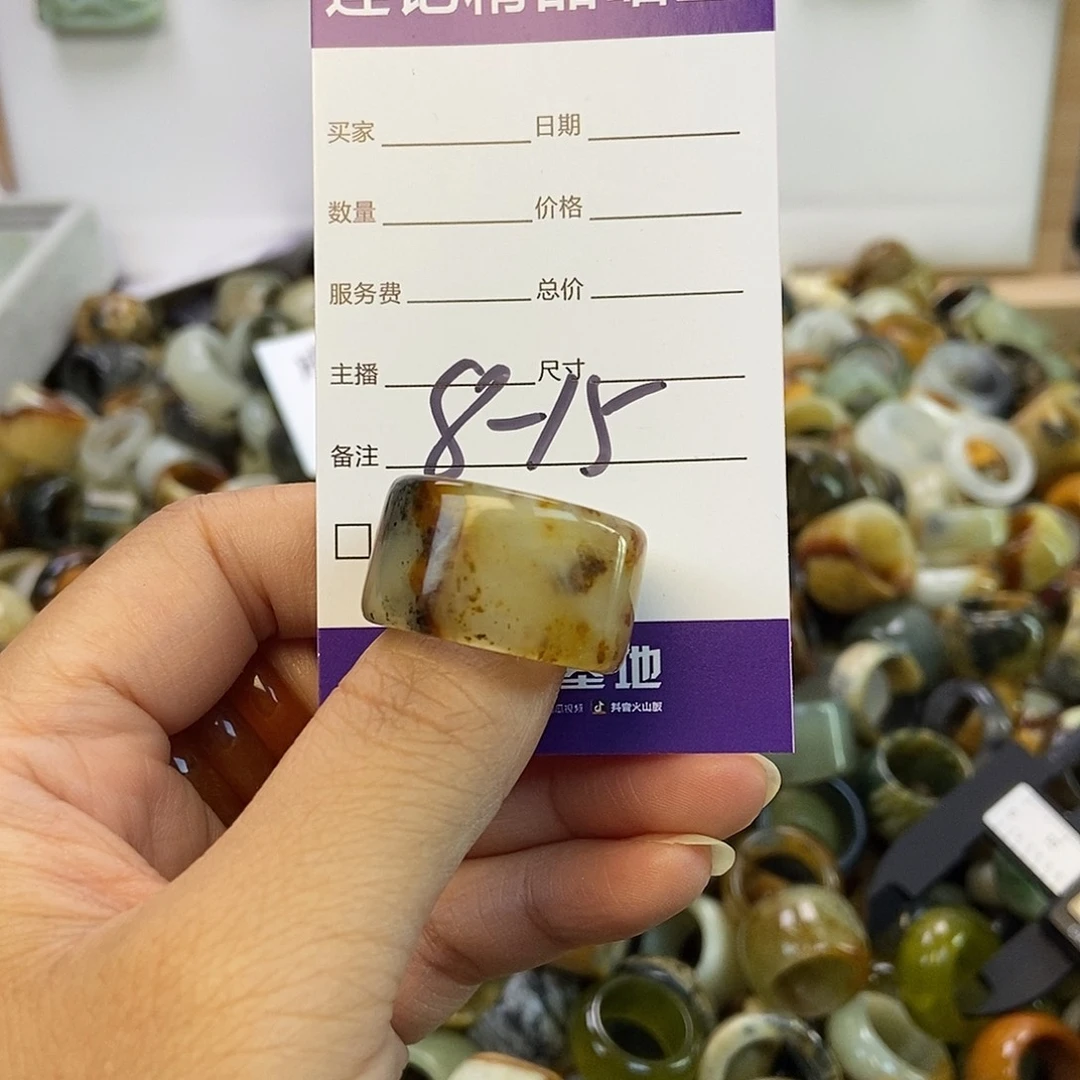 买家 日期
数量 价格
服务费 总价
主播 尺寸
8-15
备注
基地
抖音火山版